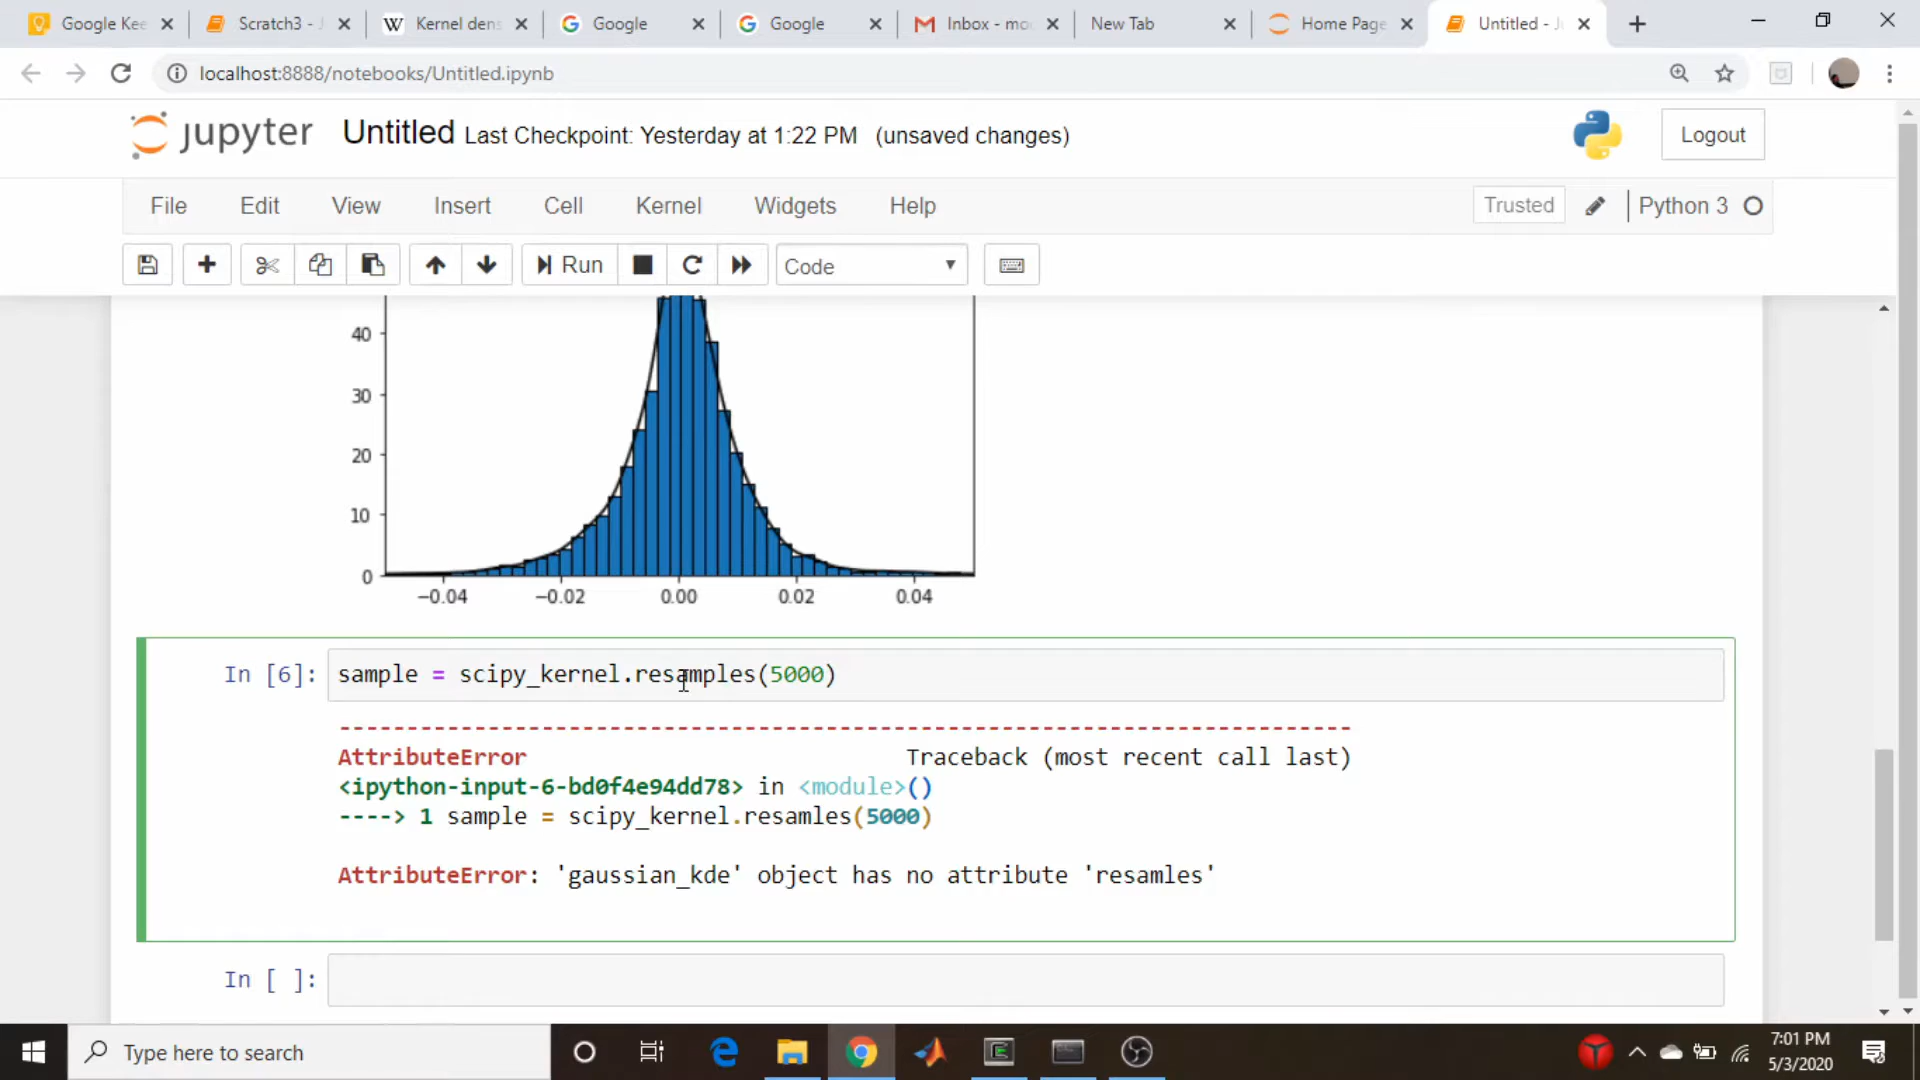 Google Kee
Scratch3 - J
Kernel dens
Google
Google
Inbox - mo
New Tab
Home Page
Untitled - Ju
localhost:8888/notebooks/Untitled.ipynb
jupyter Untitled Last Checkpoint: Yesterday at 1:22 PM (unsaved changes)
Logout
File Edit View Insert Cell Kernel Widgets Help
Trusted Python 3
Run
Code
40
30
20
10
0
−0.04 −0.02 0.00 0.02 0.04
In [6]: sample = scipy_kernel.resamples(5000)
---------------------------------------------------------------------------
AttributeError Traceback (most recent call last)
<ipython-input-6-bd0f4e94dd78> in <module>()
----> 1 sample = scipy_kernel.resamles(5000)
AttributeError: 'gaussian_kde' object has no attribute 'resamles'
In [ ]:
Type here to search
7:01 PM
5/3/2020